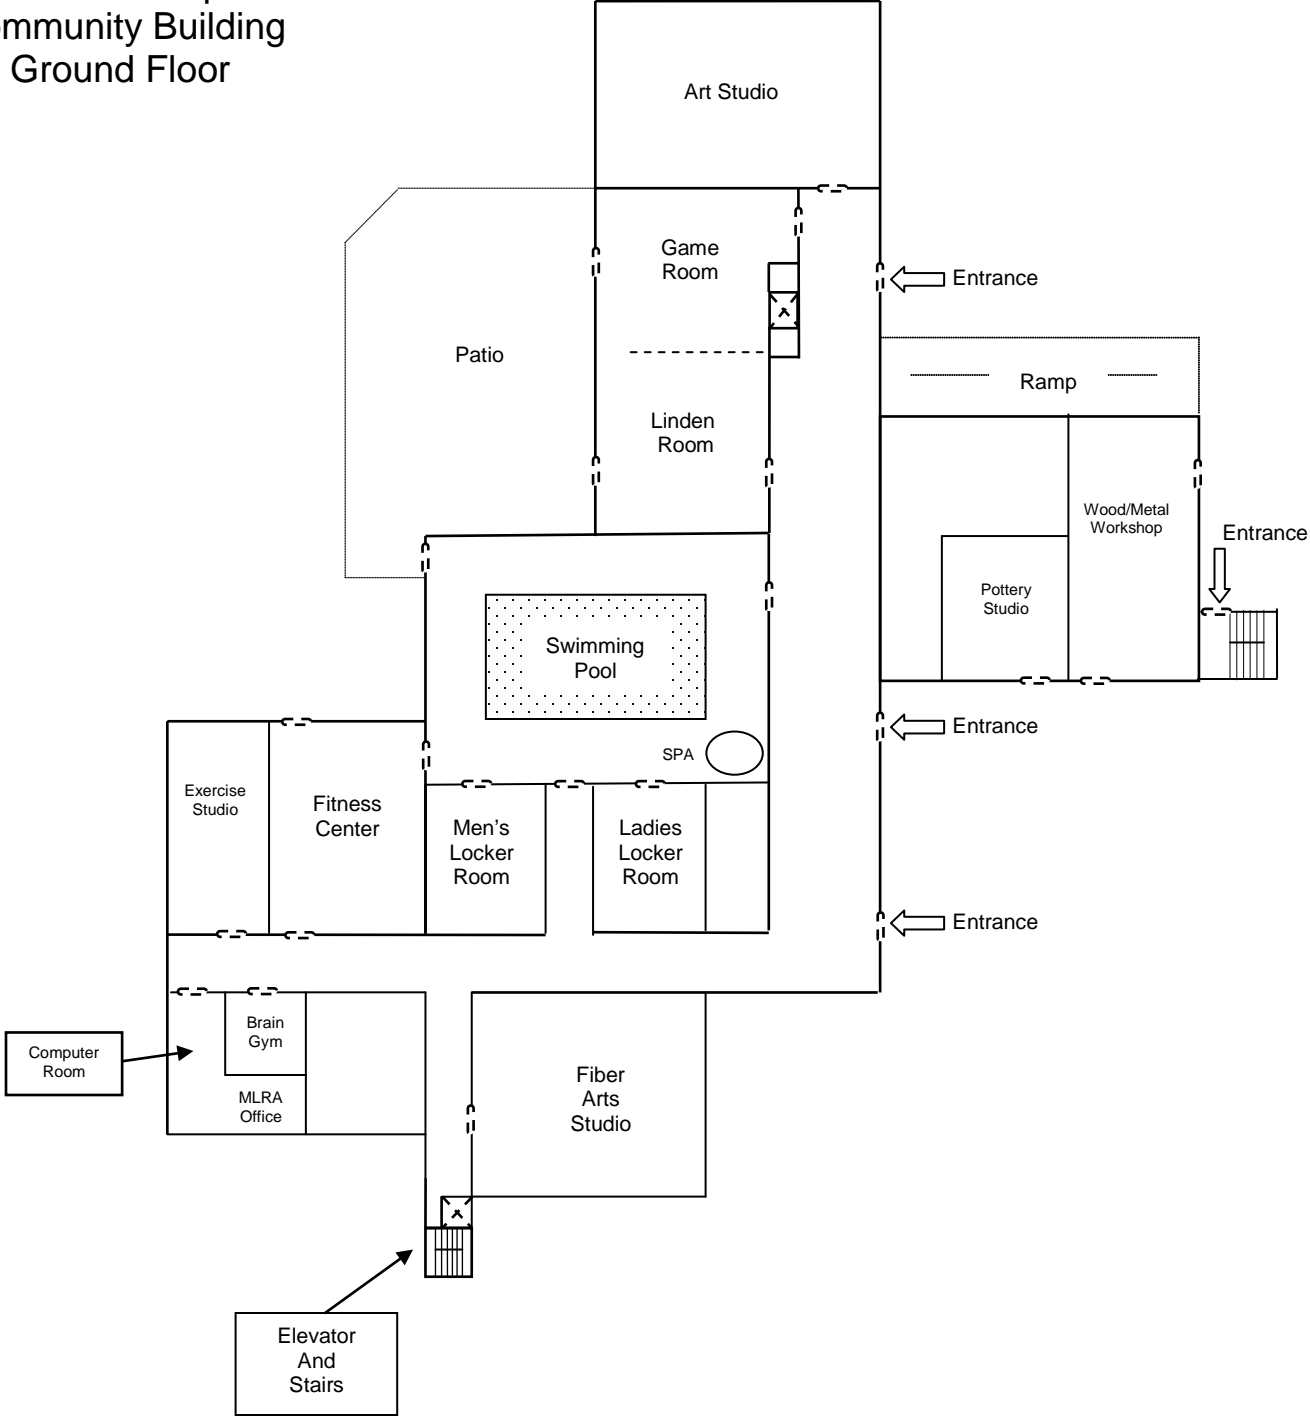 ommunity Building
Ground Floor
Art Studio
Game
Room
Entrance
Patio
Ramp
Linden
Room
Wood/Metal
Workshop
Entrance
Pottery
Studio
Swimming
Pool
Entrance
SPA
Exercise
Studio
Fitness
Center
Men’s
Locker
Room
Ladies
Locker
Room
Entrance
Brain
Gym
Computer
Room
MLRA
Office
Fiber
Arts
Studio
Elevator
And
Stairs